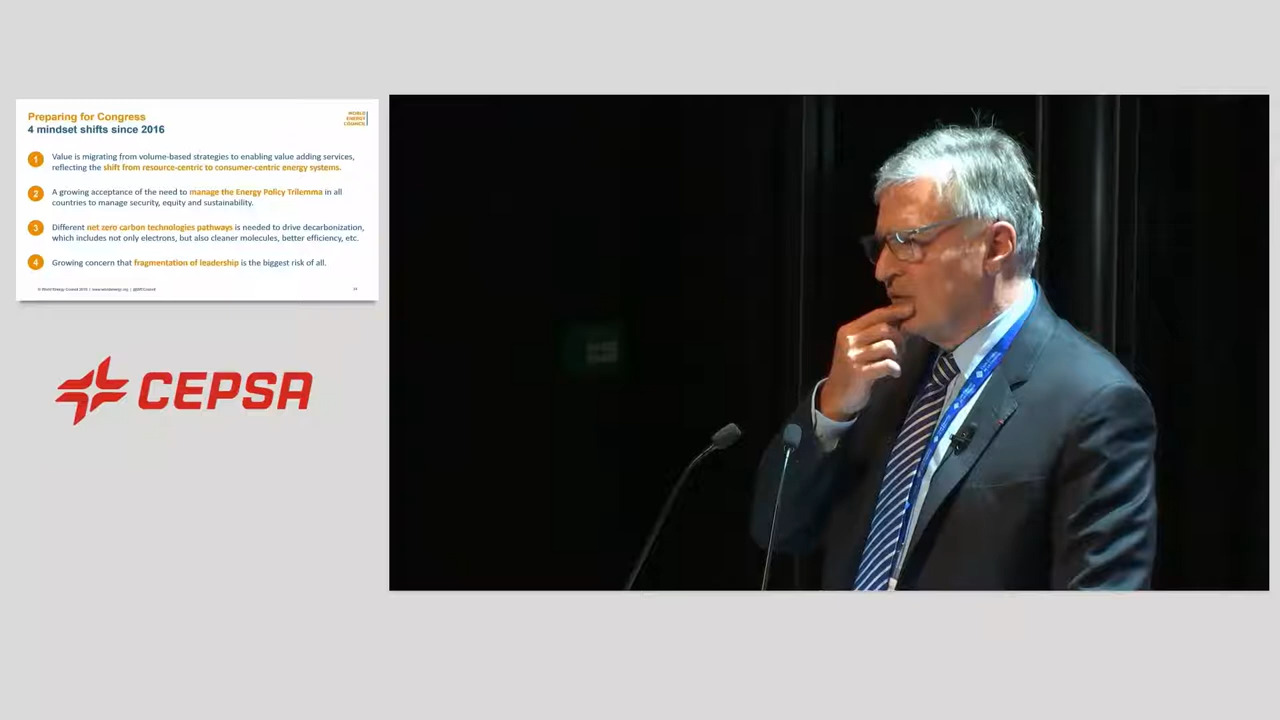 Preparing for Congress
4 mindset shifts since 2016
WORLD
ENERGY
COUNCIL
1
Value is migrating from volume-based strategies to enabling value adding services,
reflecting the shift from resource-centric to consumer-centric energy systems.
2
A growing acceptance of the need to manage the Energy Policy Trilemma in all
countries to manage security, equity and sustainability.
3
Different net zero carbon technologies pathways is needed to drive decarbonization,
which includes not only electrons, but also cleaner molecules, better efficiency, etc.
4
Growing concern that fragmentation of leadership is the biggest risk of all.
CEPSA